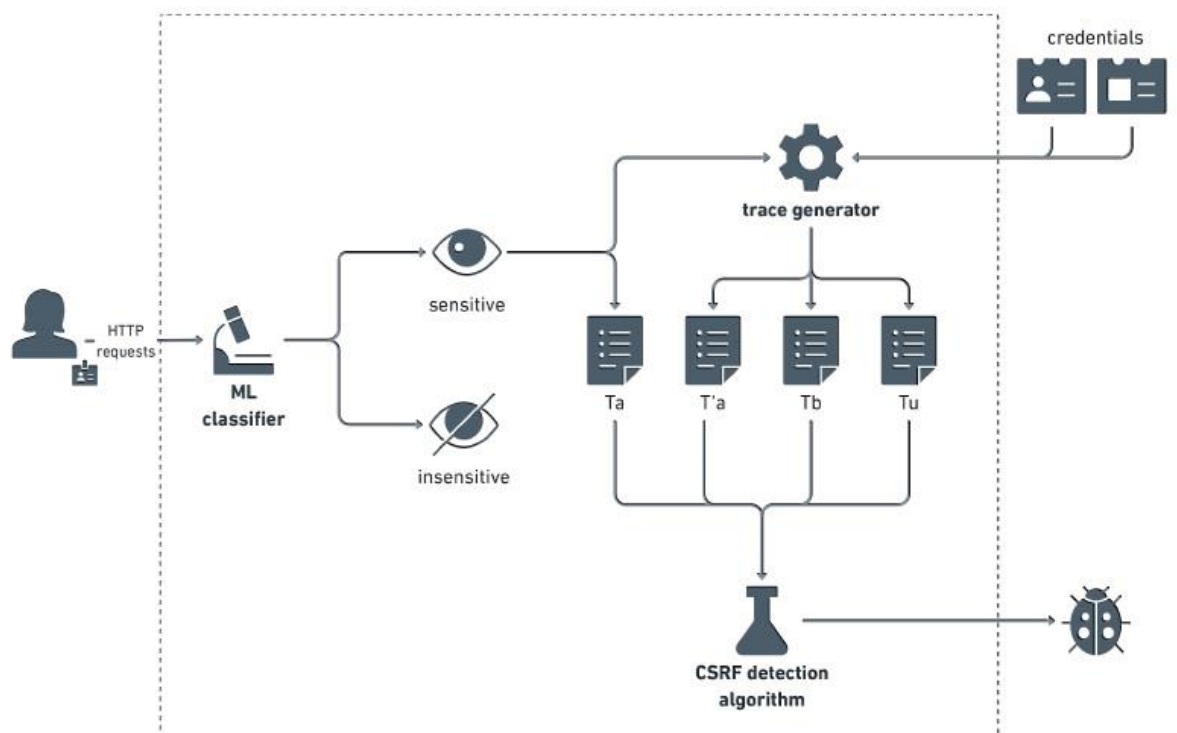 credentials
trace generator
sensitive
HTTP
requests
ML
classifier
Ta
T'a
Tb
Tu
insensitive
CSRF detection
algorithm